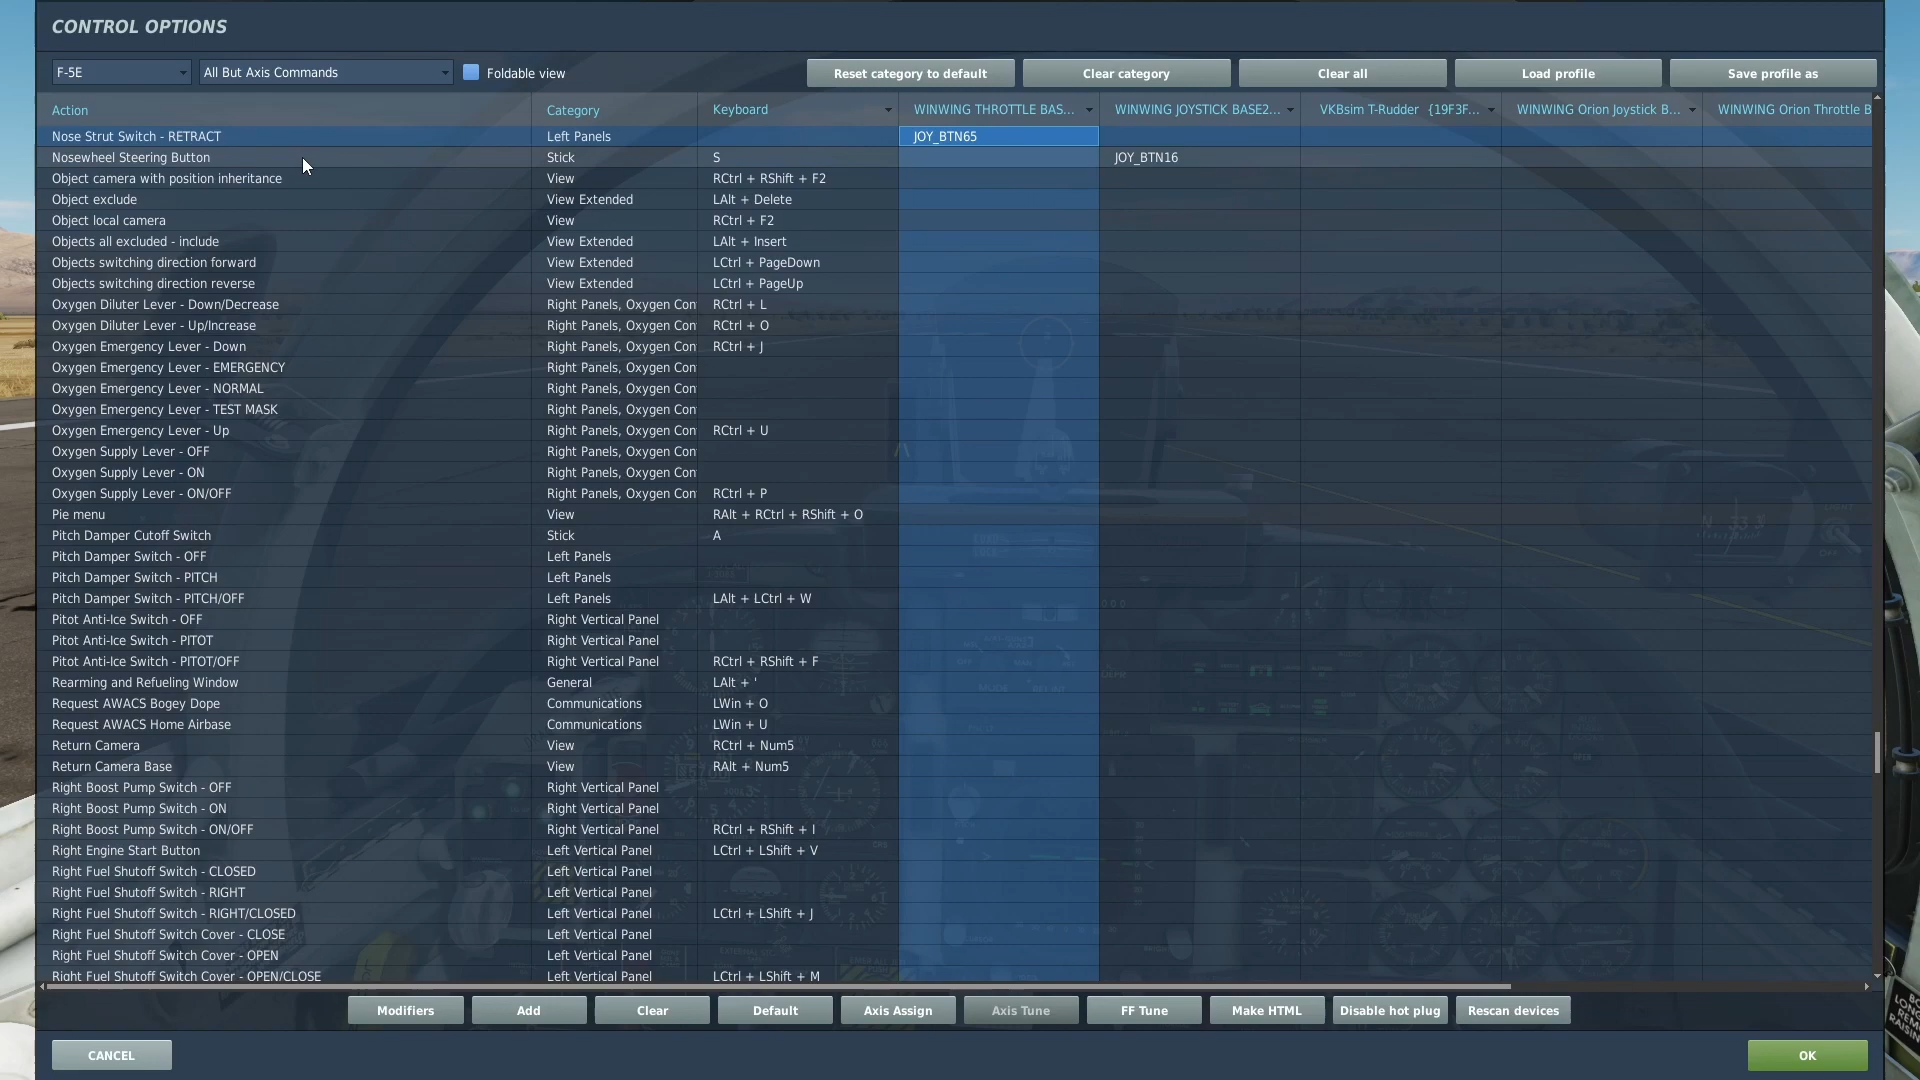 CONTROL OPTIONS
F-5E All But Axis Commands Foldable view Reset category to default Clear category Clear all Load profile Save profile as
Action Category Keyboard WINWING THROTTLE BAS... WINWING JOYSTICK BASE2... VKBsim T-Rudder {19F3F... WINWING Orion Joystick B... WINWING Orion Throttle B
Nose Strut Switch - RETRACT Left Panels JOY_BTN65
Nosewheel Steering Button Stick S JOY_BTN16
Object camera with position inheritance View RCtrl + RShift + F2
Object exclude View Extended LAlt + Delete
Object local camera View RCtrl + F2
Objects all excluded - include View Extended LAlt + Insert
Objects switching direction forward View Extended LCtrl + PageDown
Objects switching direction reverse View Extended LCtrl + PageUp
Oxygen Diluter Lever - Down/Decrease Right Panels, Oxygen Con RCtrl + L
Oxygen Diluter Lever - Up/Increase Right Panels, Oxygen Con RCtrl + O
Oxygen Emergency Lever - Down Right Panels, Oxygen Con RCtrl + J
Oxygen Emergency Lever - EMERGENCY Right Panels, Oxygen Con
Oxygen Emergency Lever - NORMAL Right Panels, Oxygen Con
Oxygen Emergency Lever - TEST MASK Right Panels, Oxygen Con
Oxygen Emergency Lever - Up Right Panels, Oxygen Con RCtrl + U
Oxygen Supply Lever - OFF Right Panels, Oxygen Con
Oxygen Supply Lever - ON Right Panels, Oxygen Con
Oxygen Supply Lever - ON/OFF Right Panels, Oxygen Con RCtrl + P
Pie menu View RAlt + RCtrl + RShift + O
Pitch Damper Cutoff Switch Stick A
Pitch Damper Switch - OFF Left Panels
Pitch Damper Switch - PITCH Left Panels
Pitch Damper Switch - PITCH/OFF Left Panels LAlt + LCtrl + W
Pitot Anti-Ice Switch - OFF Right Vertical Panel
Pitot Anti-Ice Switch - PITOT Right Vertical Panel
Pitot Anti-Ice Switch - PITOT/OFF Right Vertical Panel RCtrl + RShift + F
Rearming and Refueling Window General LAlt + '
Request AWACS Bogey Dope Communications LWin + O
Request AWACS Home Airbase Communications LWin + U
Return Camera View RCtrl + Num5
Return Camera Base View RAlt + Num5
Right Boost Pump Switch - OFF Right Vertical Panel
Right Boost Pump Switch - ON Right Vertical Panel
Right Boost Pump Switch - ON/OFF Right Vertical Panel RCtrl + RShift + I
Right Engine Start Button Left Vertical Panel LCtrl + LShift + V
Right Fuel Shutoff Switch - CLOSED Left Vertical Panel
Right Fuel Shutoff Switch - RIGHT Left Vertical Panel
Right Fuel Shutoff Switch - RIGHT/CLOSED Left Vertical Panel LCtrl + LShift + J
Right Fuel Shutoff Switch Cover - CLOSE Left Vertical Panel
Right Fuel Shutoff Switch Cover - OPEN Left Vertical Panel
Right Fuel Shutoff Switch Cover - OPEN/CLOSE Left Vertical Panel LCtrl + LShift + M
Modifiers Add Clear Default Axis Assign Axis Tune FF Tune Make HTML Disable hot plug Rescan devices
CANCEL OK